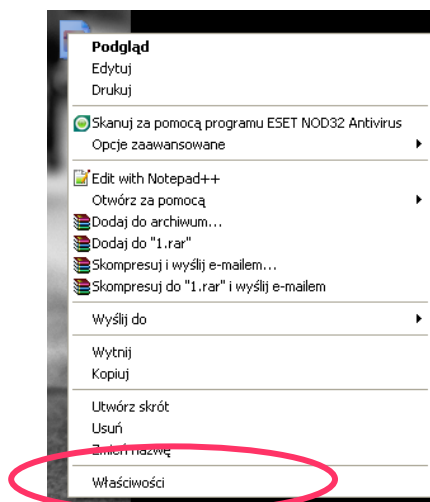 Podgląd
Edytuj
Drukuj
Skanuj za pomocą programu ESET NOD32 Antivirus
Opcje zaawansowane
Edit with Notepad++
Otwórz za pomocą
Dodaj do archiwum...
Dodaj do "1.rar"
Skompresuj i wyślij e-mailem...
Skompresuj do "1.rar" i wyślij e-mailem
Wyślij do
Wytnij
Kopiuj
Utwórz skrót
Usuń
Zmień nazwę
Właściwości